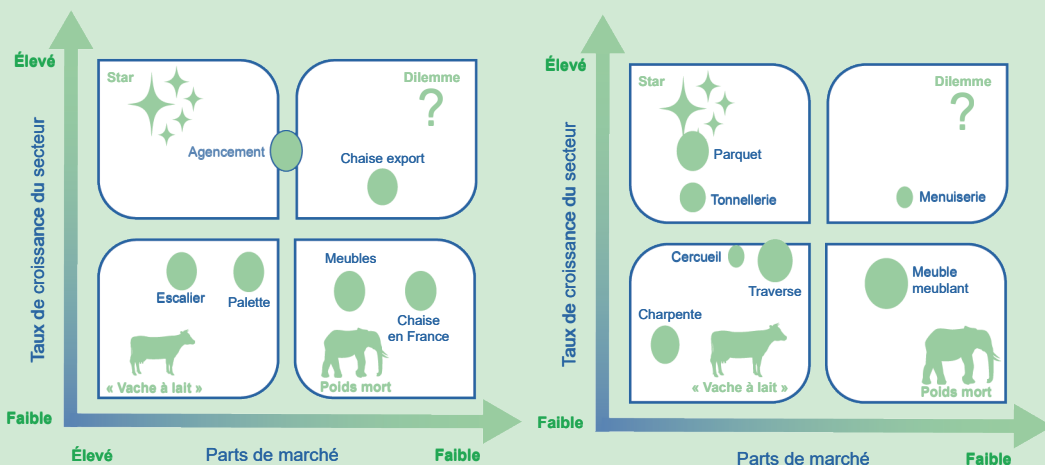 Élevé
Star
Dilemme
?
Agencement
Chaise export
Taux de croissance du secteur
Escalier
Palette
Meubles
Chaise
en France
« Vache à lait »
Poids mort
Faible
Élevé
Parts de marché
Faible
Élevé
Star
Dilemme
?
Parquet
Tonnellerie
Menuiserie
Taux de croissance du secteur
Cercueil
Traverse
Charpente
Meuble
meublant
« Vache à lait »
Poids mort
Faible
Parts de marché
Faible